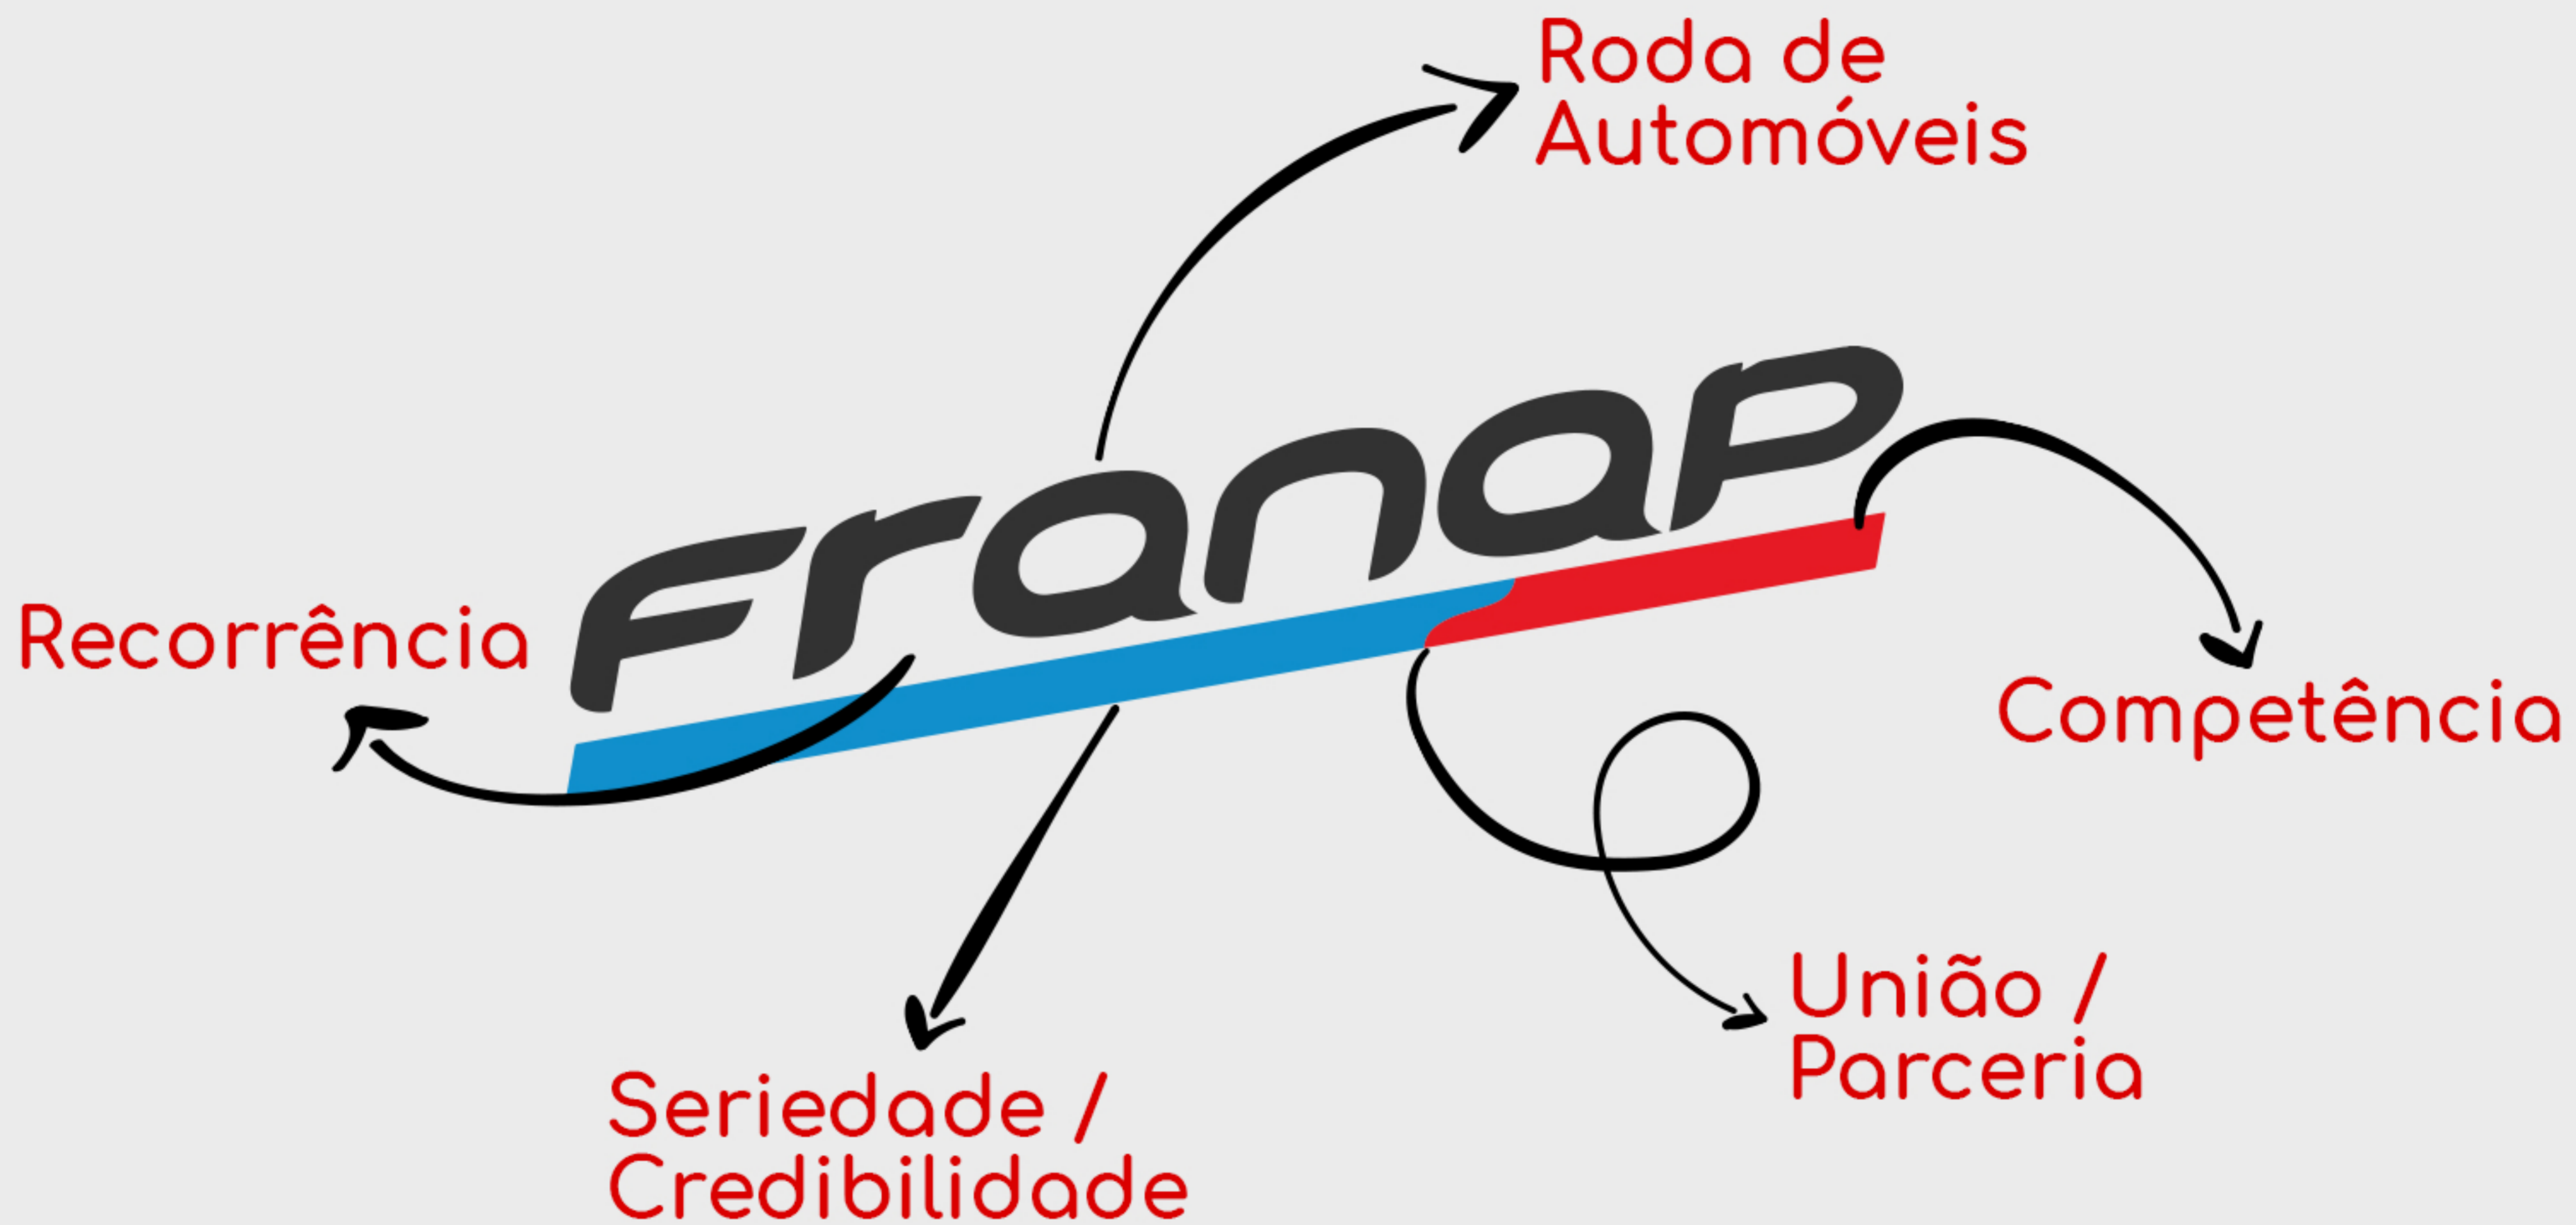 Roda de
Automóveis
Franap
Recorrência
Competência
União /
Parceria
Seriedade /
Credibilidade